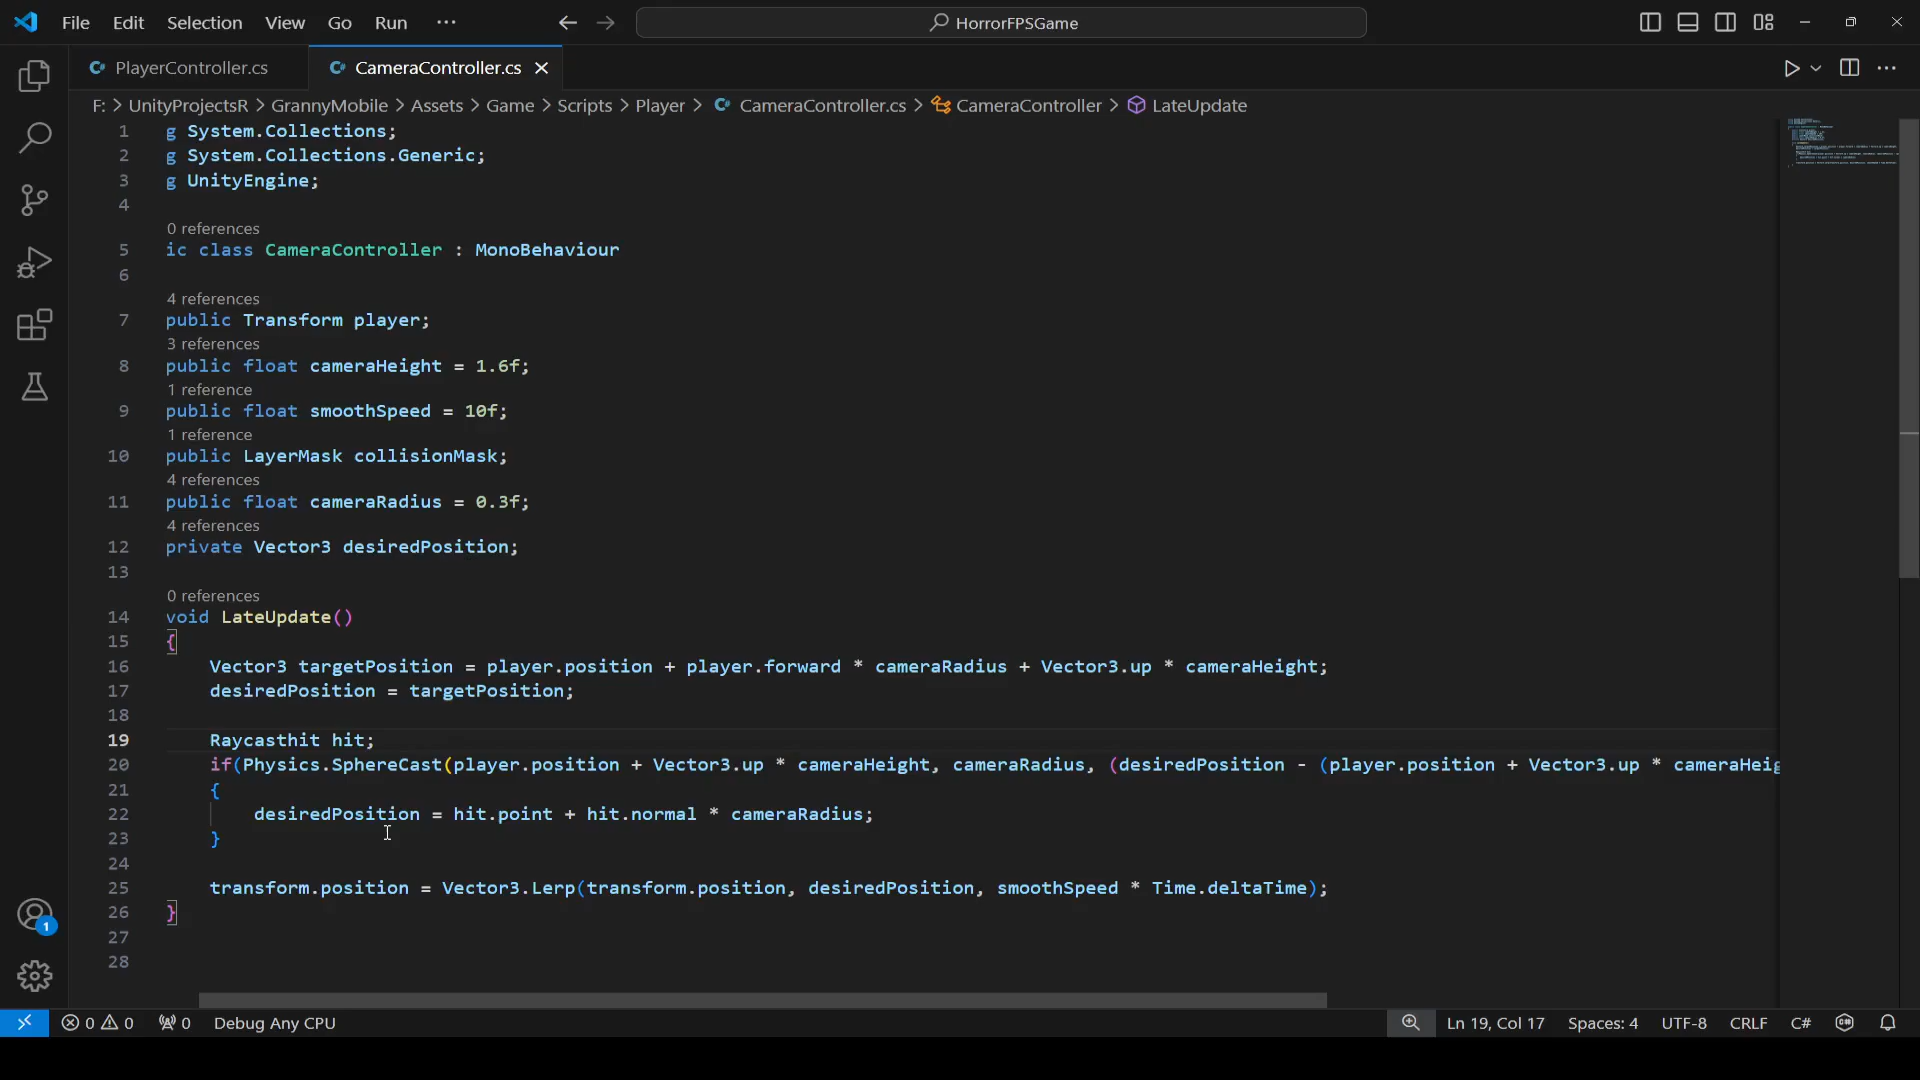 File Edit Selection View Go Run ··· HorrorFPSGame
PlayerController.cs CameraController.cs
F: > UnityProjectsR > GrannyMobile > Assets > Game > Scripts > Player > CameraController.cs > CameraController > LateUpdate
1 g System.Collections;
2 g System.Collections.Generic;
3 g UnityEngine;
4
0 references
5 ic class CameraController : MonoBehaviour
6
4 references
7 public Transform player;
3 references
8 public float cameraHeight = 1.6f;
1 reference
9 public float smoothSpeed = 10f;
1 reference
10 public LayerMask collisionMask;
4 references
11 public float cameraRadius = 0.3f;
4 references
12 private Vector3 desiredPosition;
13
0 references
14 void LateUpdate()
15 {
16 Vector3 targetPosition = player.position + player.forward * cameraRadius + Vector3.up * cameraHeight;
17 desiredPosition = targetPosition;
18
19 Raycasthit hit;
20 if(Physics.SphereCast(player.position + Vector3.up * cameraHeight, cameraRadius, (desiredPosition - (player.position + Vector3.up * cameraHeig
21 {
22 desiredPosition = hit.point + hit.normal * cameraRadius;
23 }
24
25 transform.position = Vector3.Lerp(transform.position, desiredPosition, smoothSpeed * Time.deltaTime);
26 }
27
28
1
0 0 0 Debug Any CPU Ln 19, Col 17 Spaces: 4 UTF-8 CRLF C#